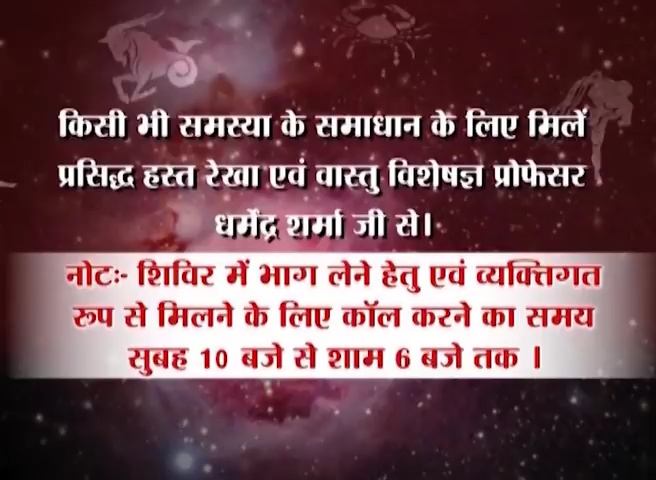 किसी भी समस्या के समाधान के लिए मिलें
प्रसिद्ध हस्त रेखा एवं वास्तु विशेषज्ञ प्रोफेसर
धर्मेंद्र शर्मा जी से।
नोटः- शिविर में भाग लेने हेतु एवं व्यक्तिगत
रूप से मिलने के लिए कॉल करने का समय
सुबह 10 बजे से शाम 6 बजे तक ।